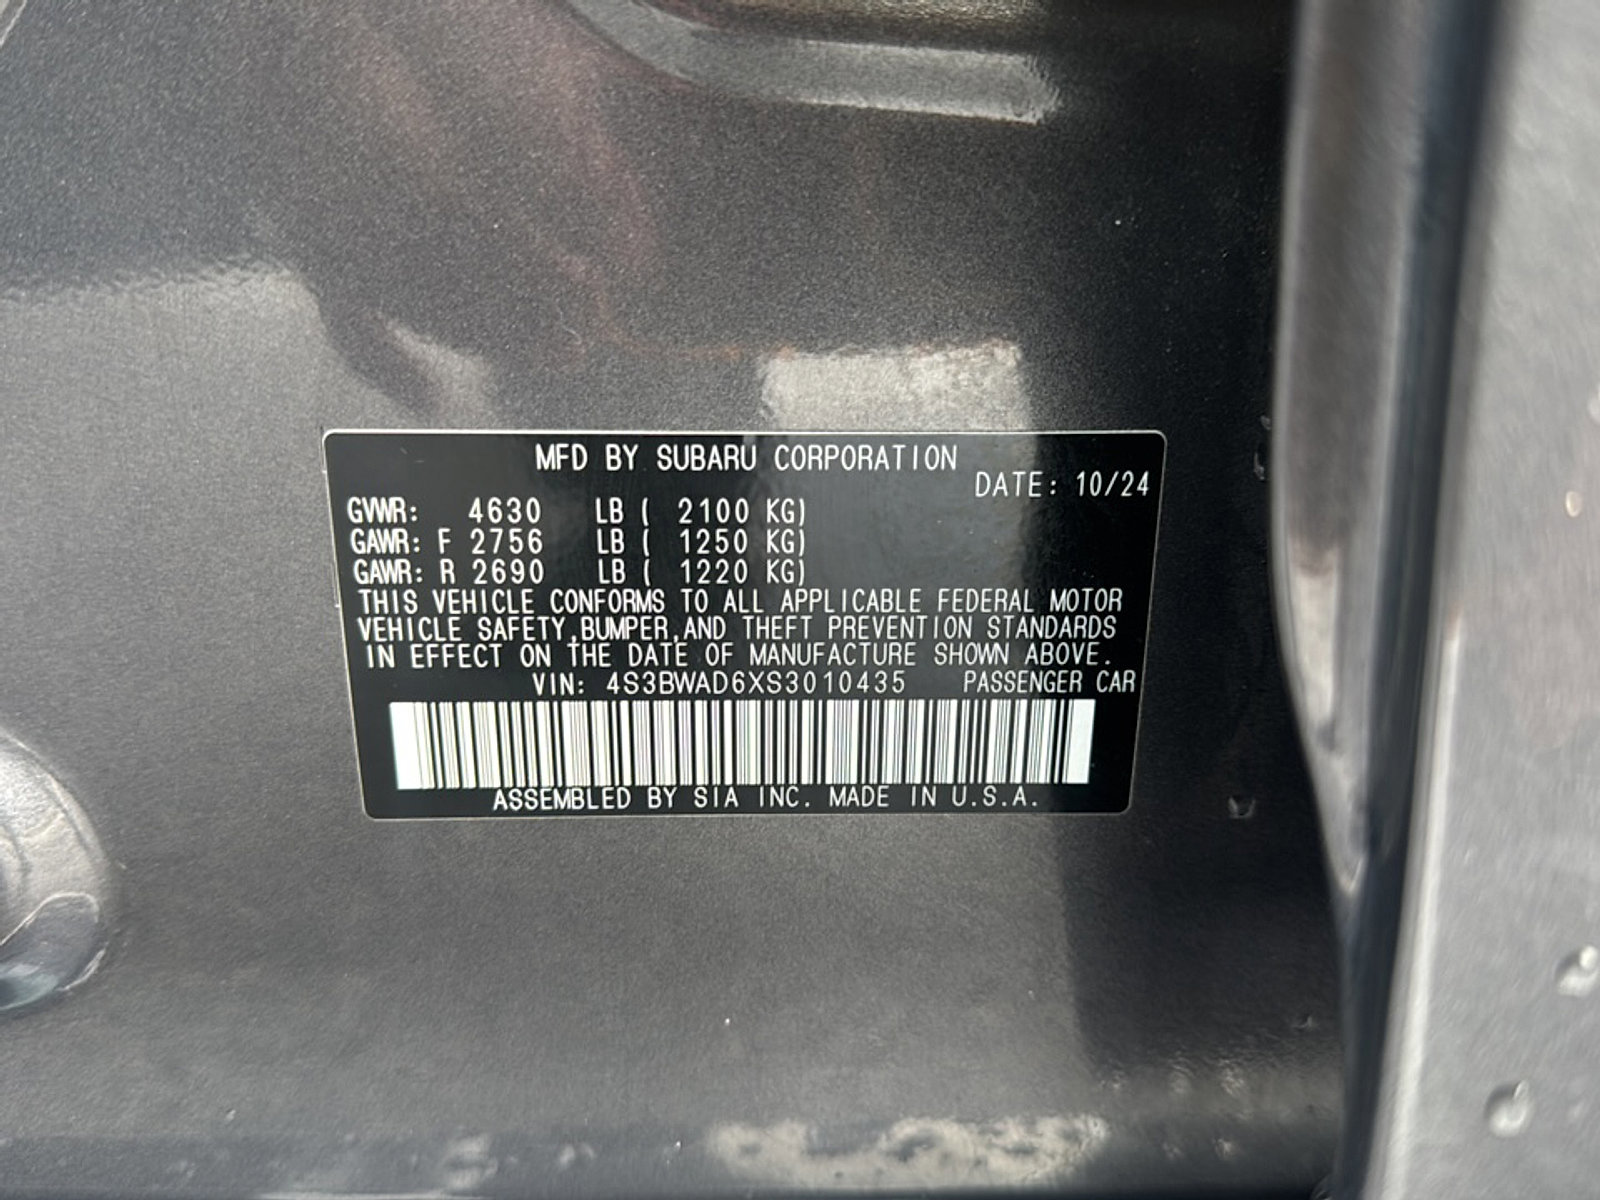 MFD BY SUBARU CORPORATION
DATE: 10/24
GVWR: 4630 LB ( 2100 KG)
GAWR: F 2756 LB ( 1250 KG)
GAWR: R 2690 LB ( 1220 KG)
THIS VEHICLE CONFORMS TO ALL APPLICABLE FEDERAL MOTOR
VEHICLE SAFETY,BUMPER,AND THEFT PREVENTION STANDARDS
IN EFFECT ON THE DATE OF MANUFACTURE SHOWN ABOVE.
VIN: 4S3BWAD6XS3010435 PASSENGER CAR
ASSEMBLED BY SIA INC. MADE IN U.S.A.